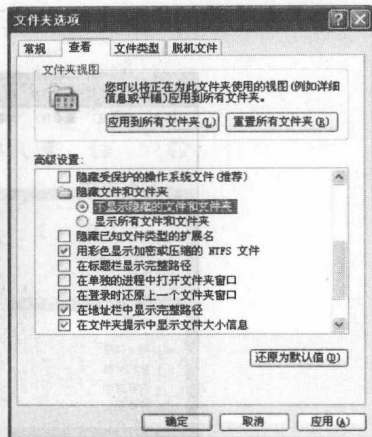 文件夹选项
常规 查看 文件类型 脱机文件
文件夹视图
您可以将正在为此文件夹使用的视图(例如详细
信息或平铺)应用到所有文件夹。
应用到所有文件夹(L) 重置所有文件夹(R)
高级设置:
隐藏受保护的操作系统文件(推荐)
隐藏文件和文件夹
不显示隐藏的文件和文件夹
显示所有文件和文件夹
隐藏已知文件类型的扩展名
用彩色显示加密或压缩的 NTFS 文件
在标题栏显示完整路径
在单独的进程中打开文件夹窗口
在登录时还原上一个文件夹窗口
在地址栏中显示完整路径
在文件夹提示中显示文件大小信息
还原为默认值(D)
确定 取消 应用(A)